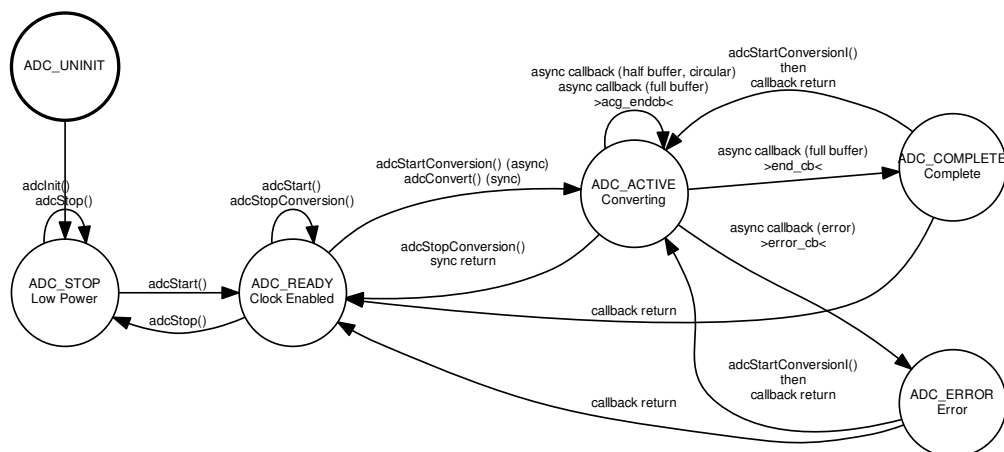 ADC_UNINIT
adcInit()
adcStop()
ADC_STOP
Low Power
adcStart()
adcStop()
adcStart()
adcStopConversion()
ADC_READY
Clock Enabled
adcStartConversion() (async)
adcConvert() (sync)
adcStopConversion()
sync return
async callback (half buffer, circular)
async callback (full buffer)
>acg_endcb<
ADC_ACTIVE
Converting
adcStartConversionI()
then
callback return
async callback (full buffer)
>end_cb<
ADC_COMPLETE
Complete
async callback (error)
>error_cb<
callback return
adcStartConversionI()
then
callback return
callback return
ADC_ERROR
Error